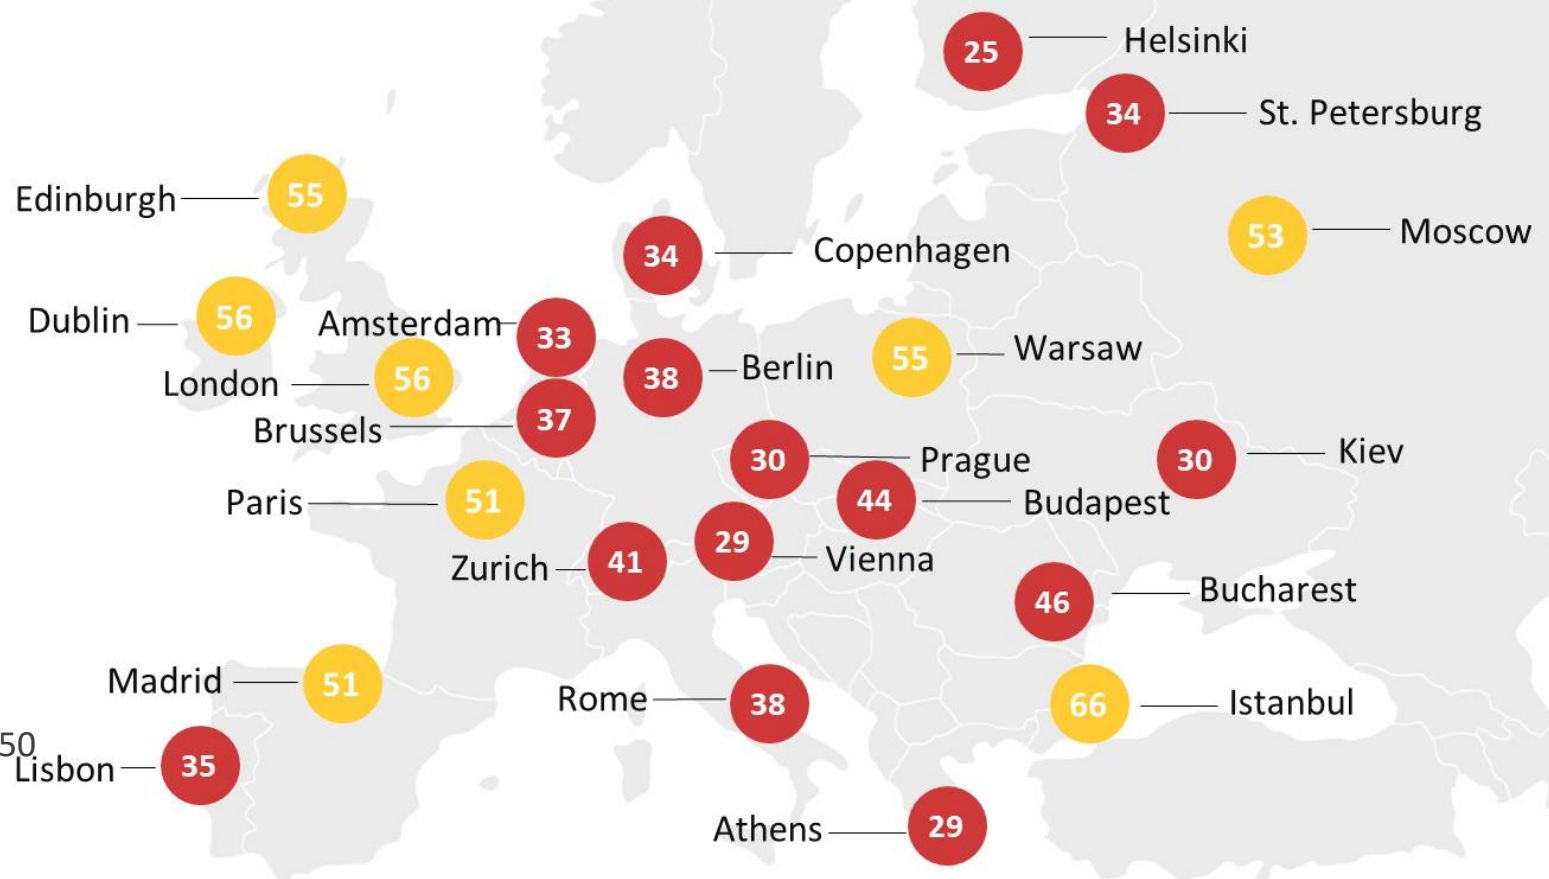 25 Helsinki
34 St. Petersburg
Edinburgh 55
53 Moscow
34 Copenhagen
Dublin 56
Amsterdam 33
55 Warsaw
London 56
38 Berlin
Brussels 37
30 Prague
30 Kiev
Paris 51
44 Budapest
Zurich 41
29 Vienna
46 Bucharest
Madrid 51
Rome 38
66 Istanbul
50
Lisbon 35
Athens 29